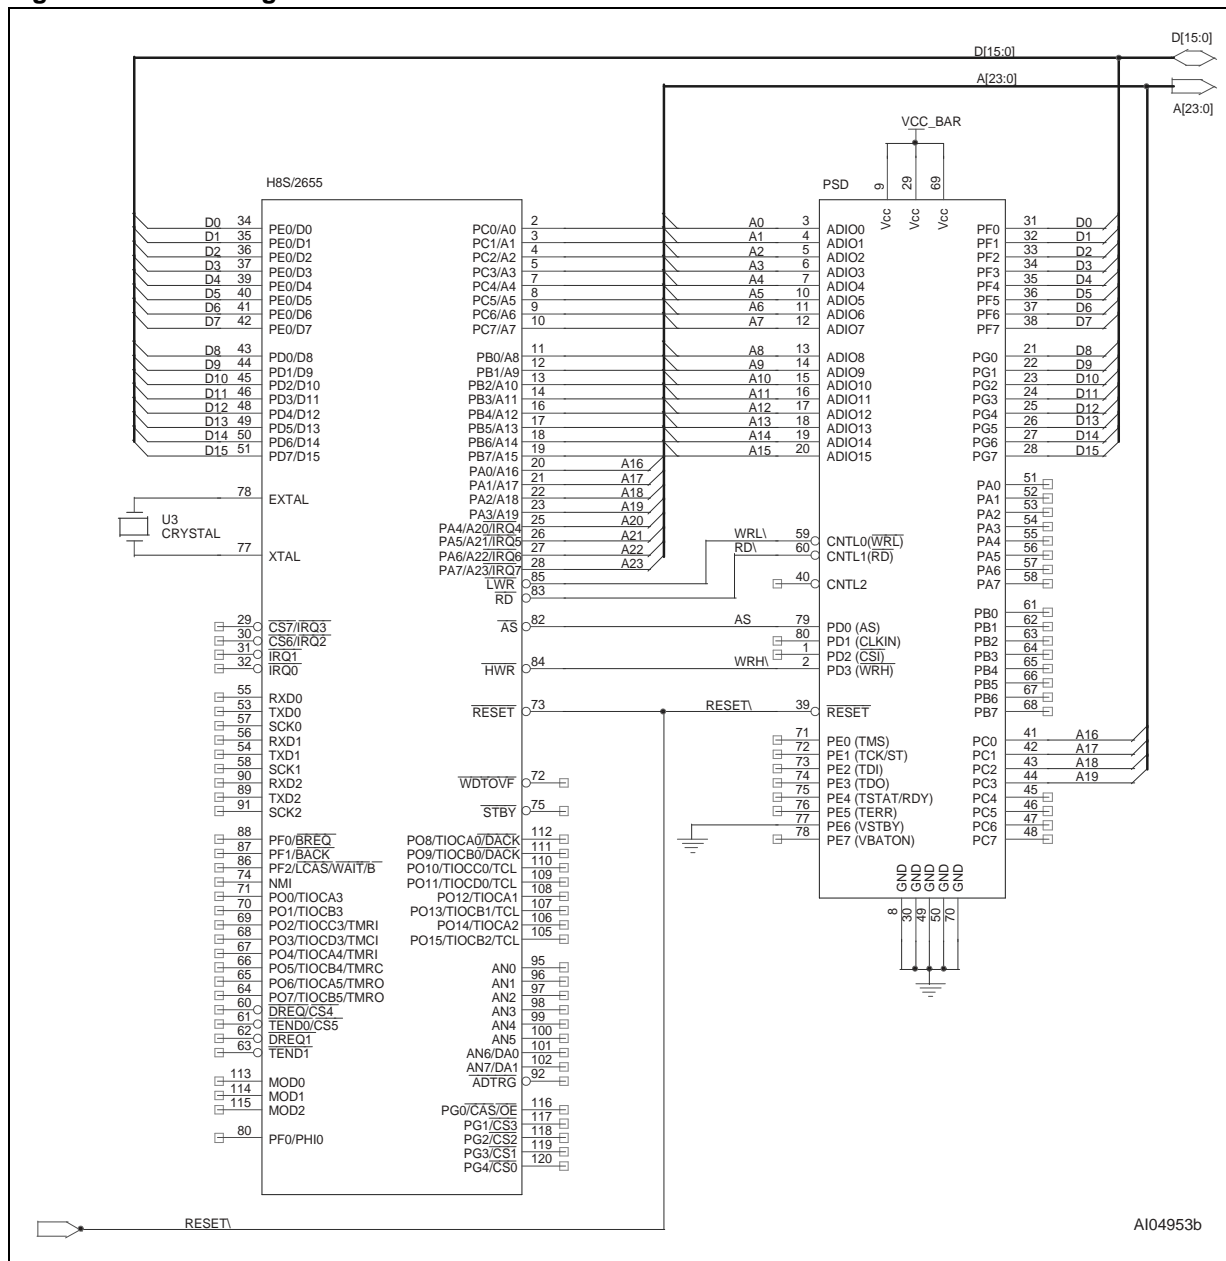 D[15:0]
D[15:0]
A[23:0]
A[23:0]
VCC_BAR
H8S/2655
PSD
9 29 69
Vcc Vcc Vcc
D0 34 PE0/D0 PC0/A0 2 A0 3 ADIO0 PF0 31 D0
D1 35 PE0/D1 PC1/A1 3 A1 4 ADIO1 PF1 32 D1
D2 36 PE0/D2 PC2/A2 4 A2 5 ADIO2 PF2 33 D2
D3 37 PE0/D3 PC3/A3 5 A3 6 ADIO3 PF3 34 D3
D4 39 PE0/D4 PC4/A4 7 A4 7 ADIO4 PF4 35 D4
D5 40 PE0/D5 PC5/A5 8 A5 10 ADIO5 PF5 36 D5
D6 41 PE0/D6 PC6/A6 9 A6 11 ADIO6 PF6 37 D6
D7 42 PE0/D7 PC7/A7 10 A7 12 ADIO7 PF7 38 D7
D8 43 PD0/D8 PB0/A8 11 A8 13 ADIO8 PG0 21 D8
D9 44 PD1/D9 PB1/A9 12 A9 14 ADIO9 PG1 22 D9
D10 45 PD2/D10 PB2/A10 13 A10 15 ADIO10 PG2 23 D10
D11 46 PD3/D11 PB3/A11 14 A11 16 ADIO11 PG3 24 D11
D12 48 PD4/D12 PB4/A12 16 A12 17 ADIO12 PG4 25 D12
D13 49 PD5/D13 PB5/A13 17 A13 18 ADIO13 PG5 26 D13
D14 50 PD6/D14 PB6/A14 18 A14 19 ADIO14 PG6 27 D14
D15 51 PD7/D15 PB7/A15 19 A15 20 ADIO15 PG7 28 D15
PA0/A16 20 A16
PA1/A17 21 A17
PA2/A18 22 A18
PA3/A19 23 A19
PA4/A20/IRQ4 25 A20
PA5/A21/IRQ5 26 A21
PA6/A22/IRQ6 27 A22
PA7/A23/IRQ7 28 A23
78 EXTAL
U3
CRYSTAL
77 XTAL
PA0 51
PA1 52
PA2 53
PA3 54
PA4 55
PA5 56
PA6 57
PA7 58
LWR 85 WRL\ 59 CNTL0(WRL)
RD 83 RD\ 60 CNTL1(RD)
40 CNTL2
29 CS7/IRQ3
30 CS6/IRQ2
31 IRQ1
32 IRQ0
AS 82 AS 79 PD0 (AS)
80 PD1 (CLKIN)
1 PD2 (CSI)
HWR 84 WRH\ 2 PD3 (WRH)
PB0 61
PB1 62
PB2 63
PB3 64
PB4 65
PB5 66
PB6 67
PB7 68
55 RXD0
53 TXD0
57 SCK0
56 RXD1
54 TXD1
58 SCK1
90 RXD2
89 TXD2
91 SCK2
RESET 73 RESET\ 39 RESET
WDTOVF 72
STBY 75
71 PE0 (TMS)
72 PE1 (TCK/ST)
73 PE2 (TDI)
74 PE3 (TDO)
75 PE4 (TSTAT/RDY)
76 PE5 (TERR)
77 PE6 (VSTBY)
78 PE7 (VBATON)
PC0 41 A16
PC1 42 A17
PC2 43 A18
PC3 44 A19
PC4 45
PC5 46
PC6 47
PC7 48
88 PF0/BREQ PO8/TIOCA0/DACK 112
87 PF1/BACK PO9/TIOCB0/DACK 111
86 PF2/LCAS/WAIT/B PO10/TIOCC0/TCL 110
74 NMI PO11/TIOCD0/TCL 109
71 PO0/TIOCA3 PO12/TIOCA1 108
70 PO1/TIOCB3 PO13/TIOCB1/TCL 107
69 PO2/TIOCC3/TMRI PO14/TIOCA2 106
68 PO3/TIOCD3/TMCI PO15/TIOCB2/TCL 105
67 PO4/TIOCA4/TMRI
66 PO5/TIOCB4/TMRC AN0 95
65 PO6/TIOCA5/TMRO AN1 96
64 PO7/TIOCB5/TMRO AN2 97
60 DREQ/CS4 AN3 98
61 TEND0/CS5 AN4 99
62 DREQ1 AN5 100
63 TEND1 AN6/DA0 101
AN7/DA1 102
113 MOD0 ADTRG 92
114 MOD1
115 MOD2 PG0/CAS/OE 116
PG1/CS3 117
80 PF0/PHI0 PG2/CS2 118
PG3/CS1 119
PG4/CS0 120
GND GND GND GND GND
8 30 49 50 70
RESET\
AI04953b